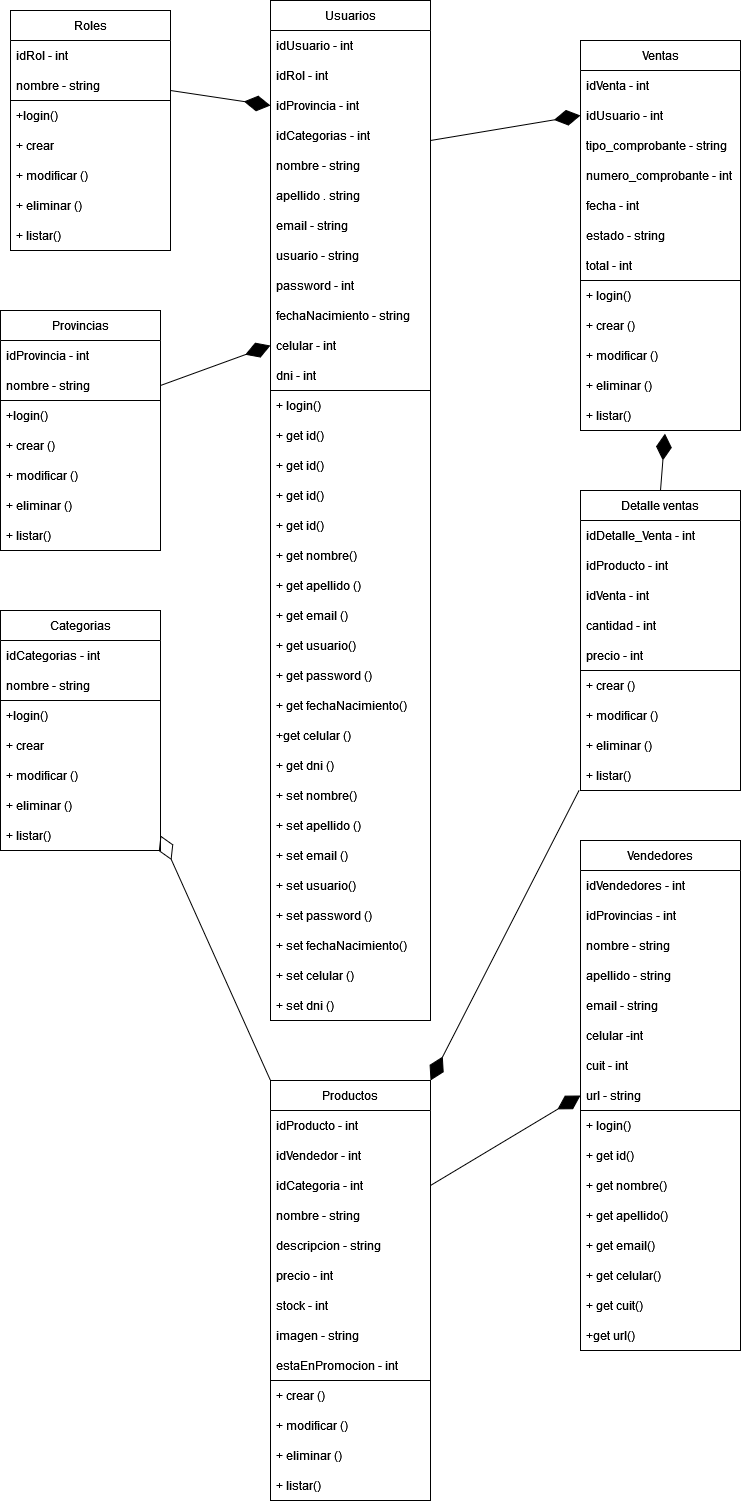 Roles
idRol - int
nombre - string
+login()
+ crear
+ modificar ()
+ eliminar ()
+ listar()
Provincias
idProvincia - int
nombre - string
+login()
+ crear ()
+ modificar ()
+ eliminar ()
+ listar()
Categorias
idCategorias - int
nombre - string
+login()
+ crear
+ modificar ()
+ eliminar ()
+ listar()
Usuarios
idUsuario - int
idRol - int
idProvincia - int
idCategorias - int
nombre - string
apellido . string
email - string
usuario - string
password - int
fechaNacimiento - string
celular - int
dni - int
+ login()
+ get id()
+ get id()
+ get id()
+ get id()
+ get nombre()
+ get apellido ()
+ get email ()
+ get usuario()
+ get password ()
+ get fechaNacimiento()
+get celular ()
+ get dni ()
+ set nombre()
+ set apellido ()
+ set email ()
+ set usuario()
+ set password ()
+ set fechaNacimiento()
+ set celular ()
+ set dni ()
Productos
idProducto - int
idVendedor - int
idCategoria - int
nombre - string
descripcion - string
precio - int
stock - int
imagen - string
estaEnPromocion - int
+ crear ()
+ modificar ()
+ eliminar ()
+ listar()
Ventas
idVenta - int
idUsuario - int
tipo_comprobante - string
numero_comprobante - int
fecha - int
estado - string
total - int
+ login()
+ crear ()
+ modificar ()
+ eliminar ()
+ listar()
Detalle ventas
idDetalle_Venta - int
idProducto - int
idVenta - int
cantidad - int
precio - int
+ crear ()
+ modificar ()
+ eliminar ()
+ listar()
Vendedores
idVendedores - int
idProvincias - int
nombre - string
apellido - string
email - string
celular -int
cuit - int
url - string
+ login()
+ get id()
+ get nombre()
+ get apellido()
+ get email()
+ get celular()
+ get cuit()
+get url()